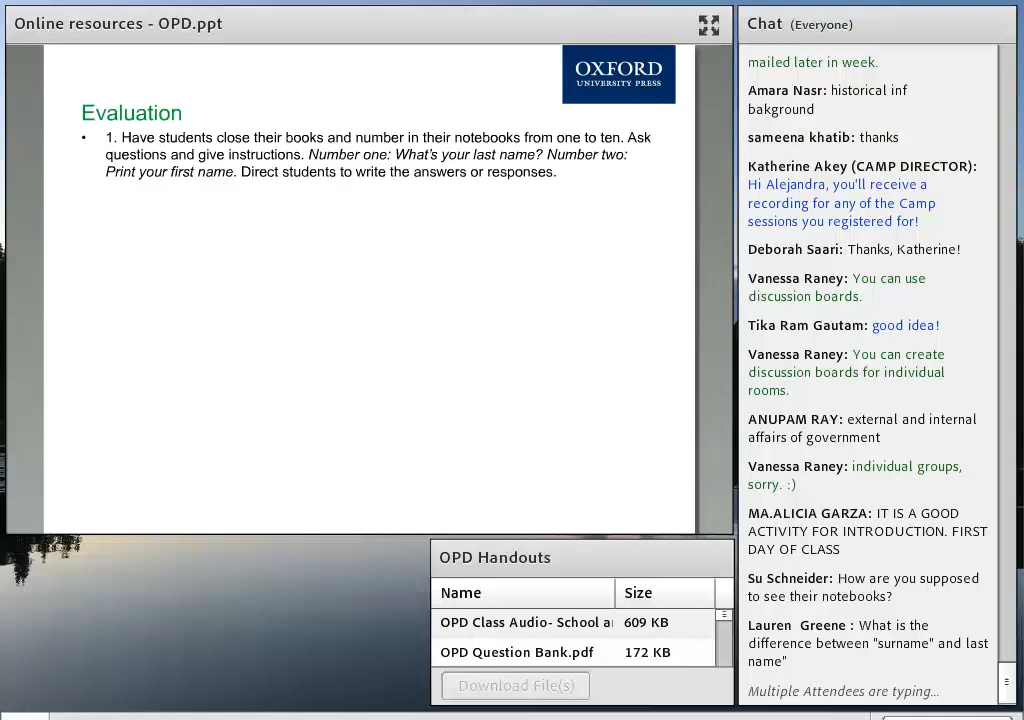 Online resources - OPD.ppt
OXFORD
UNIVERSITY PRESS
Evaluation
• 1. Have students close their books and number in their notebooks from one to ten. Ask
questions and give instructions. Number one: What's your last name? Number two:
Print your first name. Direct students to write the answers or responses.
OPD Handouts
Name Size
OPD Class Audio- School a 609 KB
OPD Question Bank.pdf 172 KB
Download File(s)
Chat (Everyone)
mailed later in week.
Amara Nasr: historical inf
bakground
sameena khatib: thanks
Katherine Akey (CAMP DIRECTOR):
Hi Alejandra, you'll receive a
recording for any of the Camp
sessions you registered for!
Deborah Saari: Thanks, Katherine!
Vanessa Raney: You can use
discussion boards.
Tika Ram Gautam: good idea!
Vanessa Raney: You can create
discussion boards for individual
rooms.
ANUPAM RAY: external and internal
affairs of government
Vanessa Raney: individual groups,
sorry. :)
MA.ALICIA GARZA: IT IS A GOOD
ACTIVITY FOR INTRODUCTION. FIRST
DAY OF CLASS
Su Schneider: How are you supposed
to see their notebooks?
Lauren Greene : What is the
difference between "surname" and last
name"
Multiple Attendees are typing...